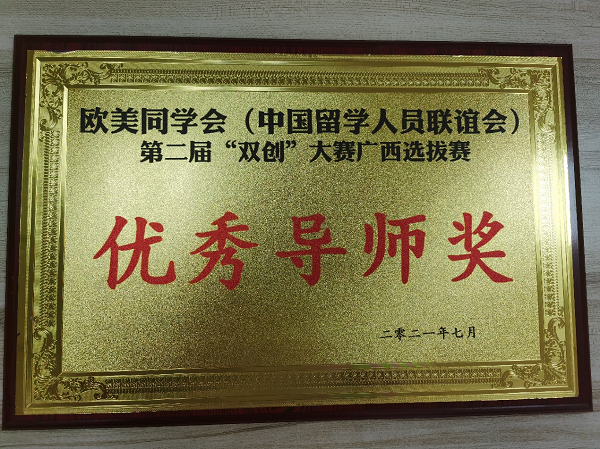 欧美同学会（中国留学人员联谊会）
第二届“双创”大赛广西选拔赛
优秀导师奖
二零二一年七月